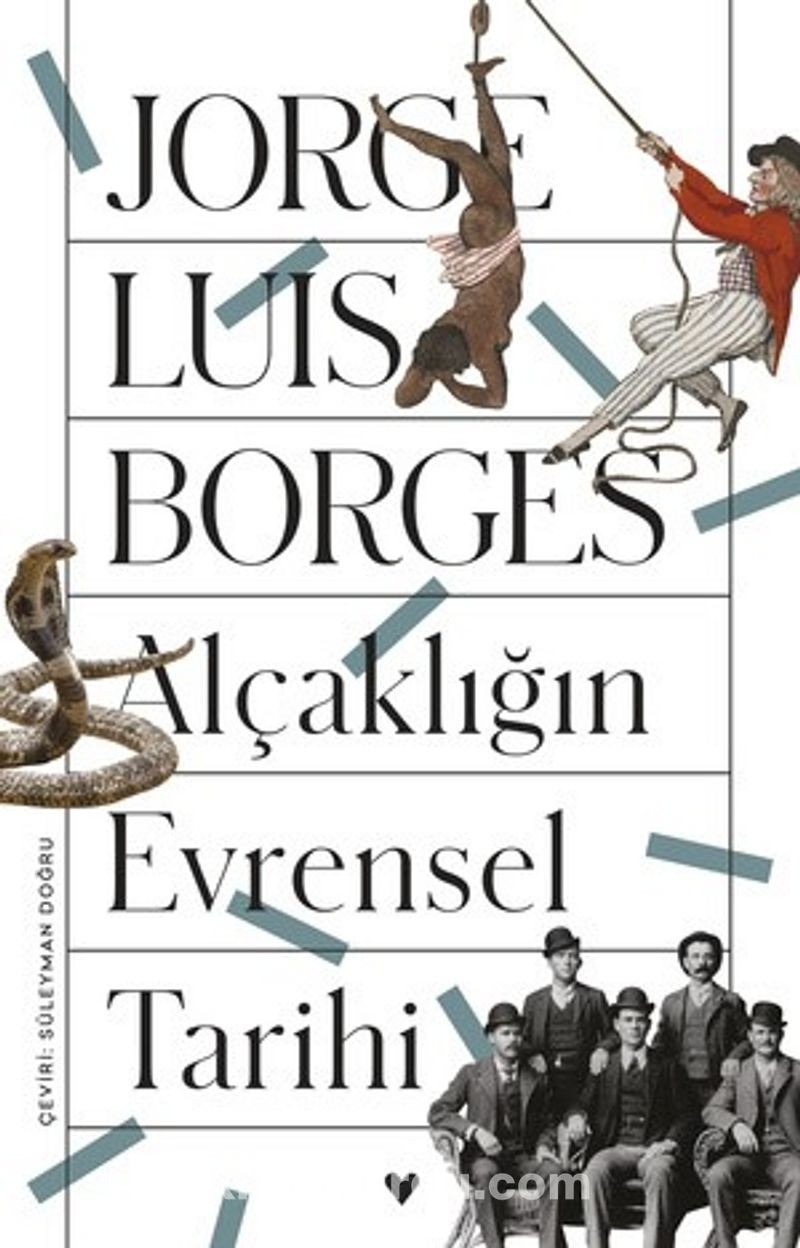 JORGE
LUIS
BORGES
Alçaklığın
Evrensel
Tarihi
ÇEVİRİ: SÜLEYMAN DOĞRU